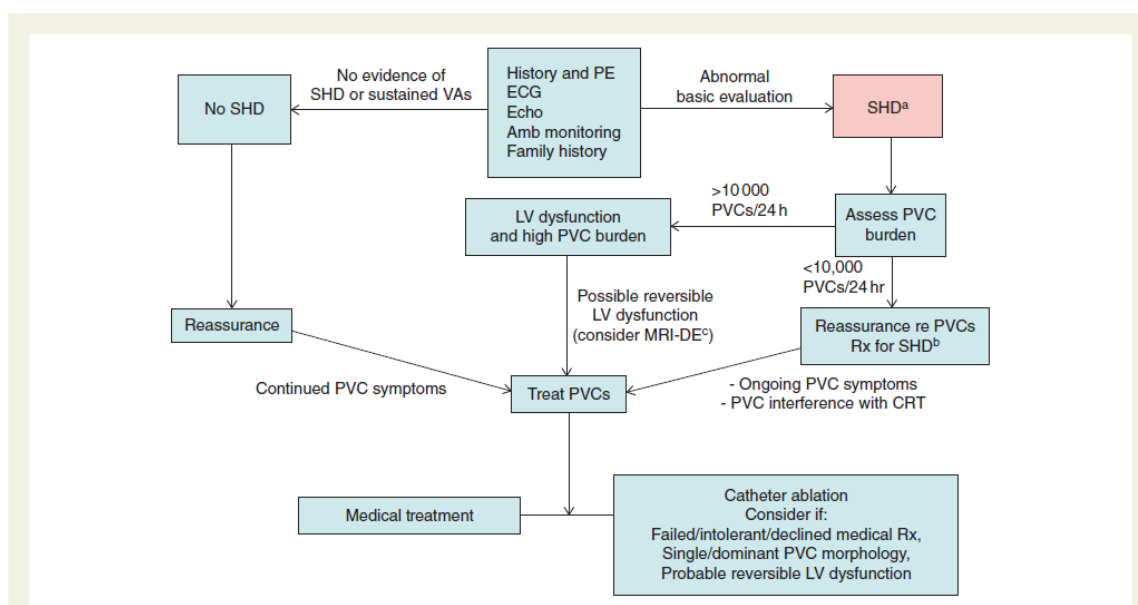 No evidence of
SHD or sustained VAs
History and PE
ECG
Echo
Amb monitoring
Family history
Abnormal
basic evaluation
No SHD
SHDᵃ
>10 000
PVCs/24 h
LV dysfunction
and high PVC burden
Assess PVC
burden
<10,000
PVCs/24 hr
Reassurance
Possible reversible
LV dysfunction
(consider MRI-DEᶜ)
Reassurance re PVCs
Rx for SHDᵇ
Continued PVC symptoms
Treat PVCs
- Ongoing PVC symptoms
- PVC interference with CRT
Medical treatment
Catheter ablation
Consider if:
Failed/intolerant/declined medical Rx,
Single/dominant PVC morphology,
Probable reversible LV dysfunction